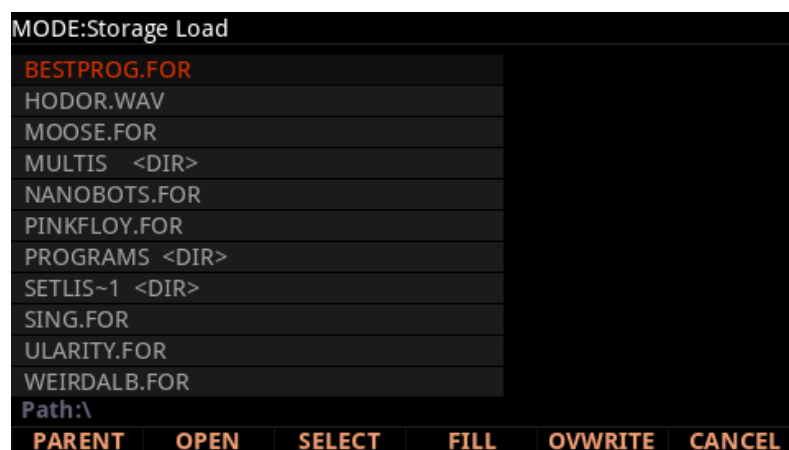 MODE:Storage Load
BESTPROG.FOR
HODOR.WAV
MOOSE.FOR
MULTIS <DIR>
NANOBOTS.FOR
PINKFLOY.FOR
PROGRAMS <DIR>
SETLIS~1 <DIR>
SING.FOR
ULARITY.FOR
WEIRDALB.FOR
Path:\
PARENT OPEN SELECT FILL OVWRITE CANCEL